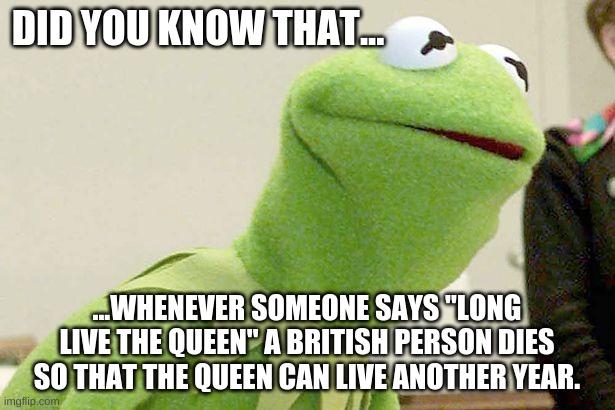 DID YOU KNOW THAT...
...WHENEVER SOMEONE SAYS "LONG
LIVE THE QUEEN" A BRITISH PERSON DIES
SO THAT THE QUEEN CAN LIVE ANOTHER YEAR.
imgflip.com